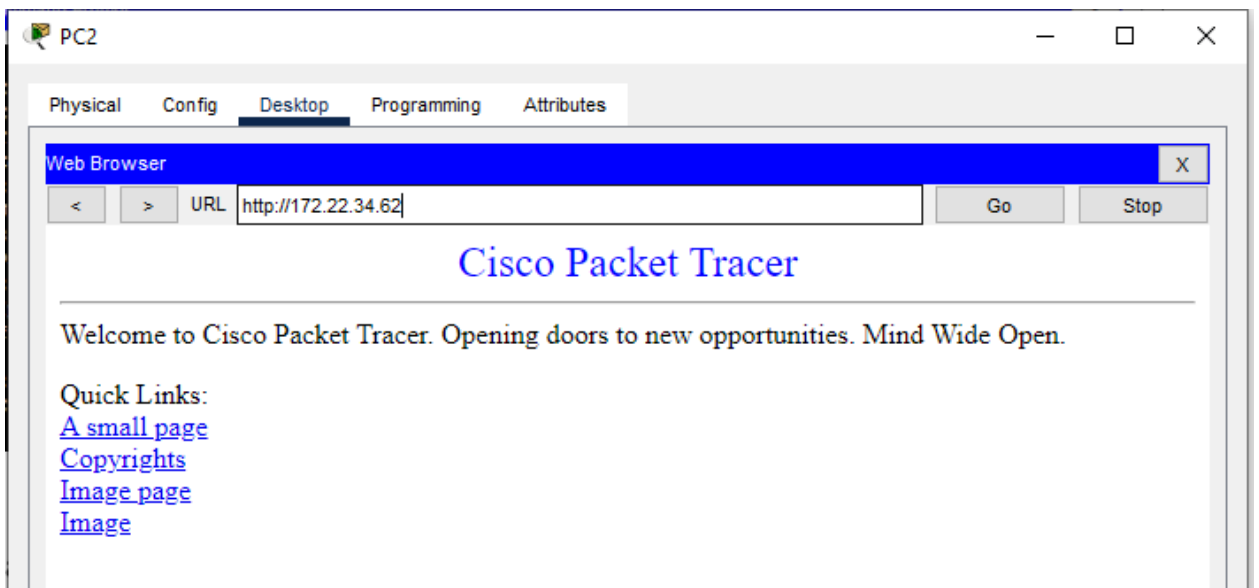 PC2
Physical Config Desktop Programming Attributes
Web Browser X
< > URL http://172.22.34.62 Go Stop
Cisco Packet Tracer
Welcome to Cisco Packet Tracer. Opening doors to new opportunities. Mind Wide Open.
Quick Links:
A small page
Copyrights
Image page
Image